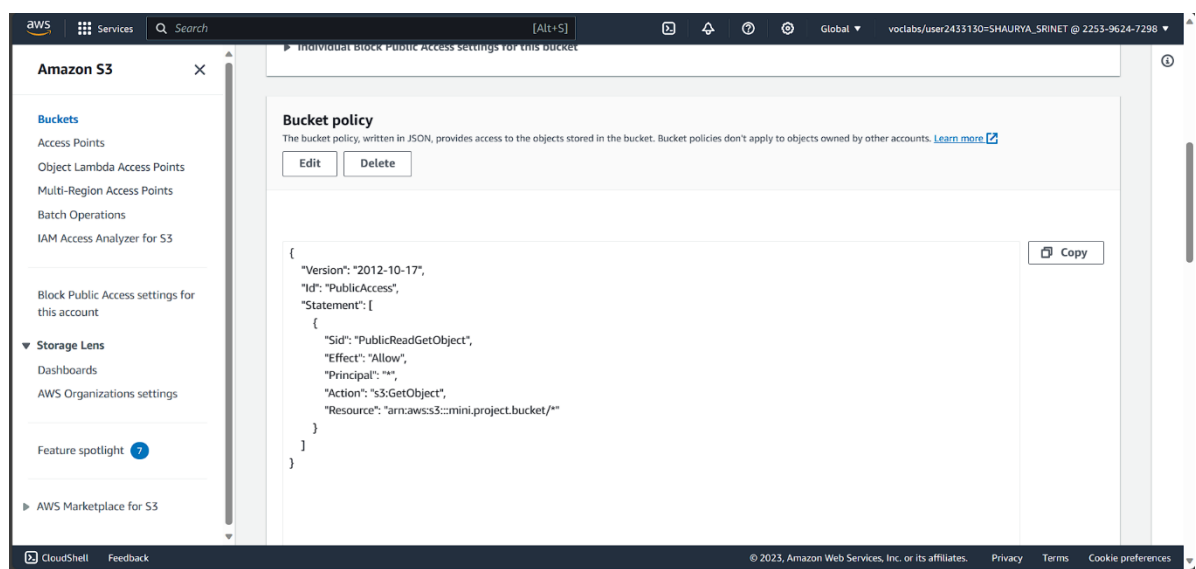 aws
Services
Search
[Alt+S]
Global
voclabs/user2433130=SHAURYA_SRINET @ 2253-9624-7298
Amazon S3
Buckets
Access Points
Object Lambda Access Points
Multi-Region Access Points
Batch Operations
IAM Access Analyzer for S3
Block Public Access settings for
this account
Storage Lens
Dashboards
AWS Organizations settings
Feature spotlight 7
AWS Marketplace for S3
Individual Block Public Access settings for this bucket
Bucket policy
The bucket policy, written in JSON, provides access to the objects stored in the bucket. Bucket policies don't apply to objects owned by other accounts. Learn more
Edit
Delete
Copy
{
"Version": "2012-10-17",
"Id": "PublicAccess",
"Statement": [
{
"Sid": "PublicReadGetObject",
"Effect": "Allow",
"Principal": "*",
"Action": "s3:GetObject",
"Resource": "arn:aws:s3:::mini.project.bucket/*"
}
]
}
CloudShell
Feedback
© 2023, Amazon Web Services, Inc. or its affiliates.
Privacy
Terms
Cookie preferences